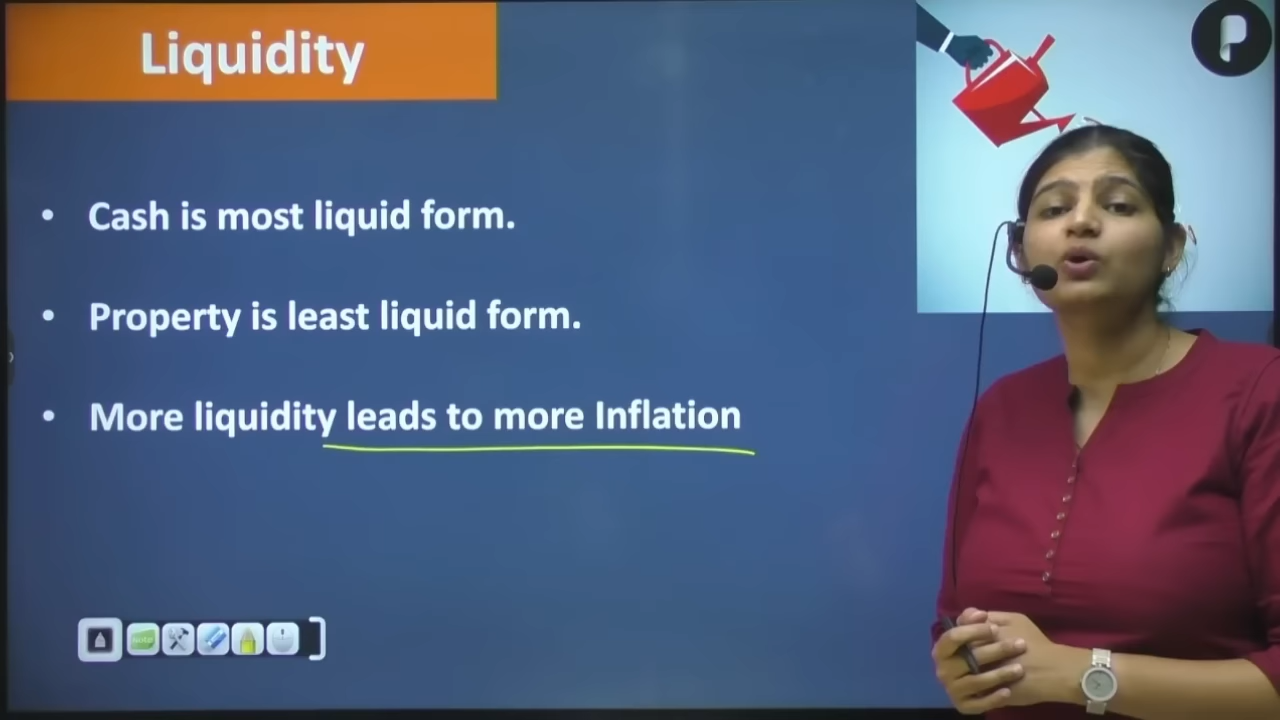 Liquidity
• Cash is most liquid form.
• Property is least liquid form.
• More liquidity leads to more Inflation